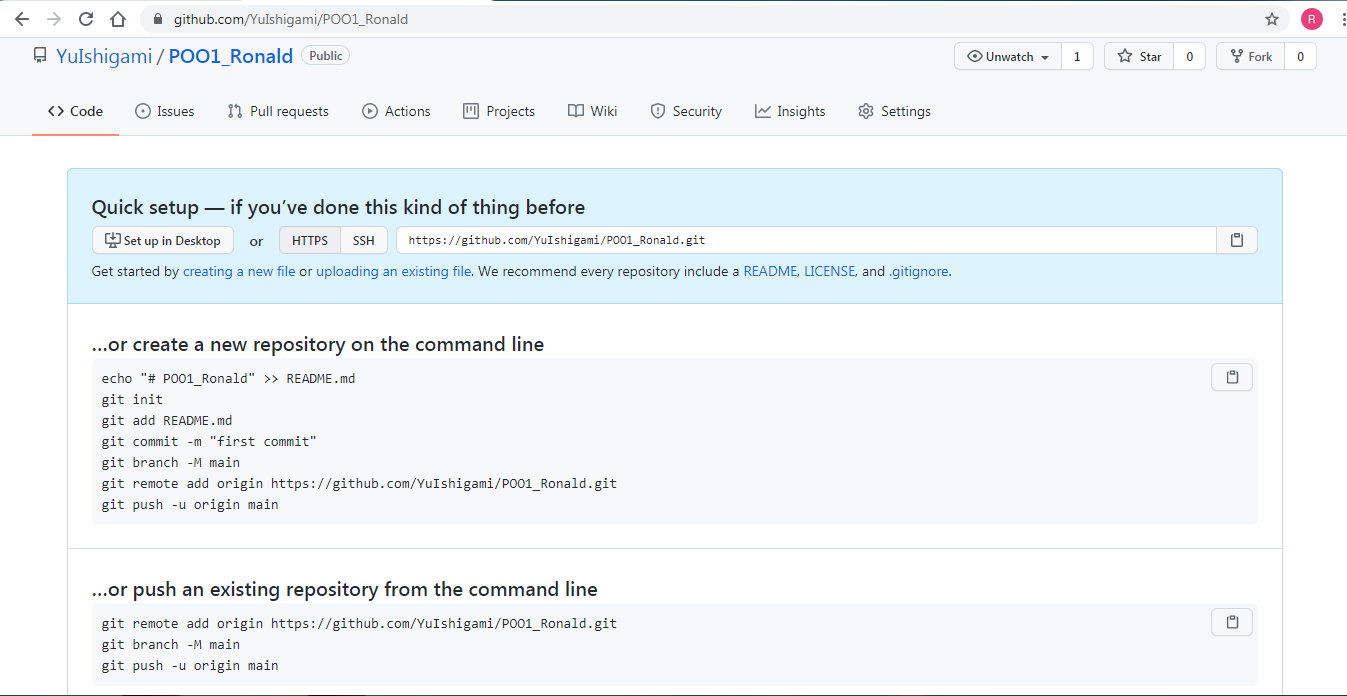 github.com/YuIshigami/POO1_Ronald
R
YuIshigami / POO1_Ronald Public
Unwatch 1 Star 0 Fork 0
Code Issues Pull requests Actions Projects Wiki Security Insights Settings
Quick setup — if you’ve done this kind of thing before
Set up in Desktop or HTTPS SSH https://github.com/YuIshigami/POO1_Ronald.git
Get started by creating a new file or uploading an existing file. We recommend every repository include a README, LICENSE, and .gitignore.
…or create a new repository on the command line
echo "# POO1_Ronald" >> README.md
git init
git add README.md
git commit -m "first commit"
git branch -M main
git remote add origin https://github.com/YuIshigami/POO1_Ronald.git
git push -u origin main
…or push an existing repository from the command line
git remote add origin https://github.com/YuIshigami/POO1_Ronald.git
git branch -M main
git push -u origin main